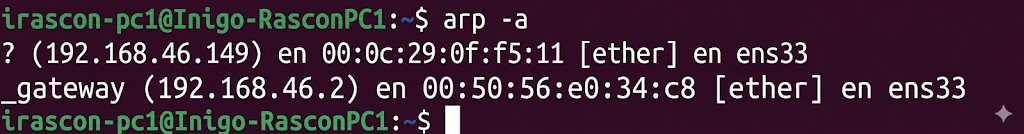 irascon-pc1@Inigo-RasconPC1:~$ arp -a
? (192.168.46.149) en 00:0c:29:0f:f5:11 [ether] en ens33
_gateway (192.168.46.2) en 00:50:56:e0:34:c8 [ether] en ens33
irascon-pc1@Inigo-RasconPC1:~$